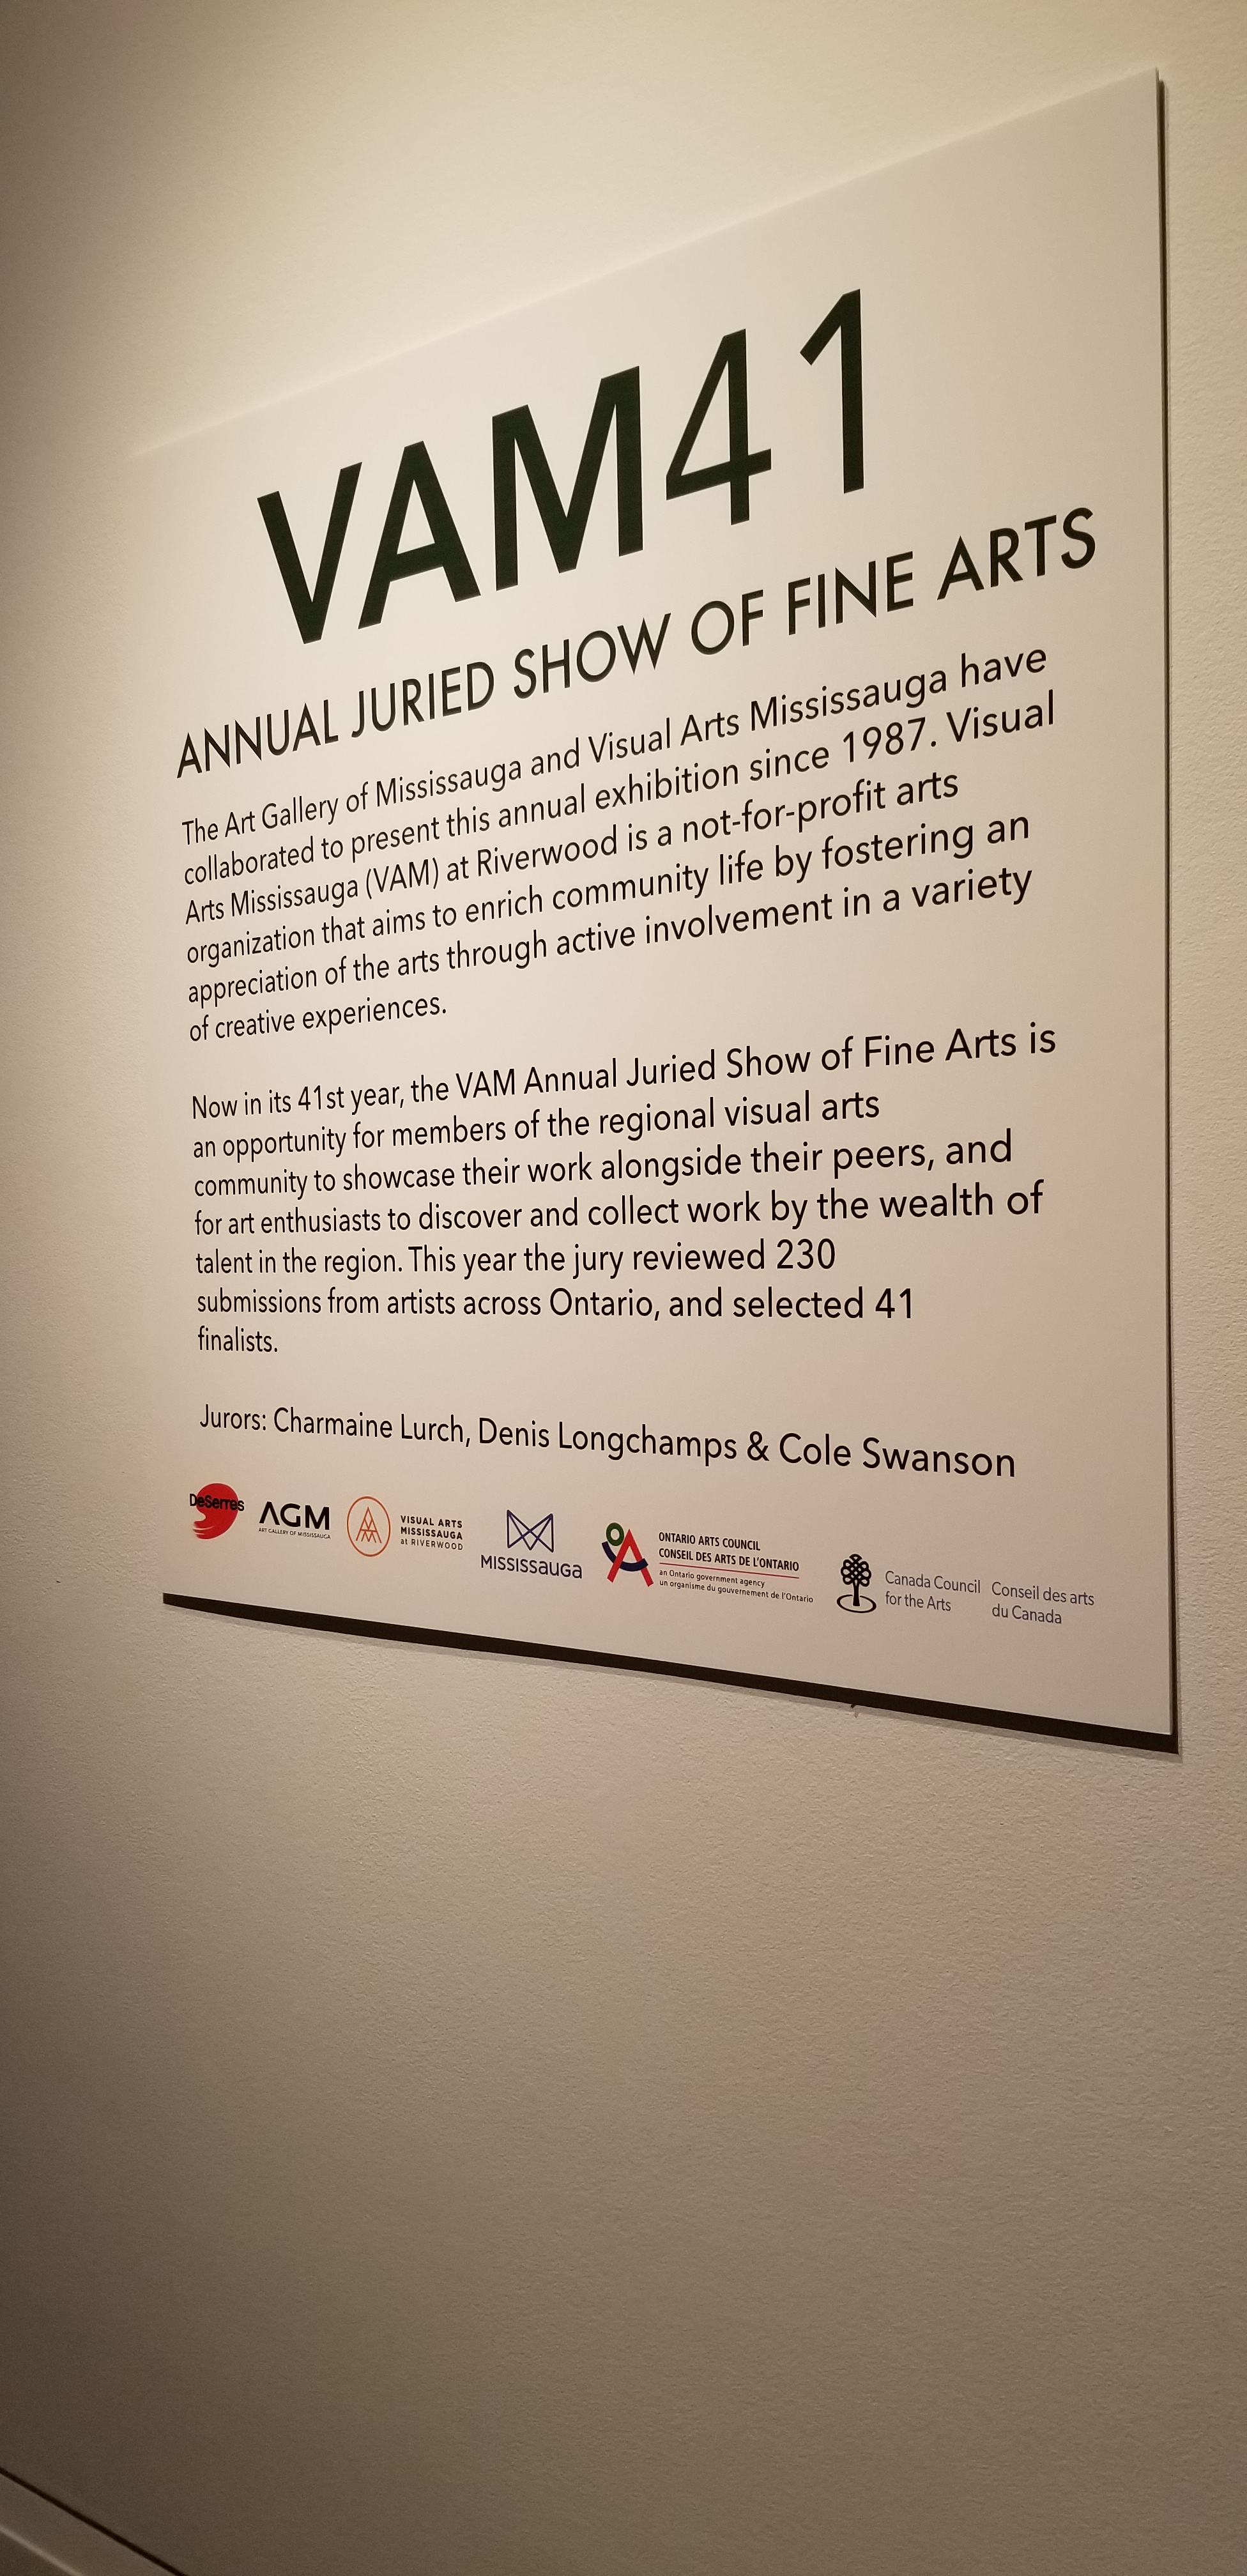 VAM41
ANNUAL JURIED SHOW OF FINE ARTS
The Art Gallery of Mississauga and Visual Arts Mississauga have
collaborated to present this annual exhibition since 1987. Visual
Arts Mississauga (VAM) at Riverwood is a not-for-profit arts
organization that aims to enrich community life by fostering an
appreciation of the arts through active involvement in a variety
of creative experiences.
Now in its 41st year, the VAM Annual Juried Show of Fine Arts is
an opportunity for members of the regional visual arts
community to showcase their work alongside their peers, and
for art enthusiasts to discover and collect work by the wealth of
talent in the region. This year the jury reviewed 230
submissions from artists across Ontario, and selected 41
finalists.
Jurors: Charmaine Lurch, Denis Longchamps & Cole Swanson
DeSerres
AGM
ART GALLERY OF MISSISSAUGA
VISUAL ARTS
MISSISSAUGA
at RIVERWOOD
MISSISSauGa
ONTARIO ARTS COUNCIL
CONSEIL DES ARTS DE L'ONTARIO
an Ontario government agency
un organisme du gouvernement de l'Ontario
Canada Council
for the Arts
Conseil des arts
du Canada